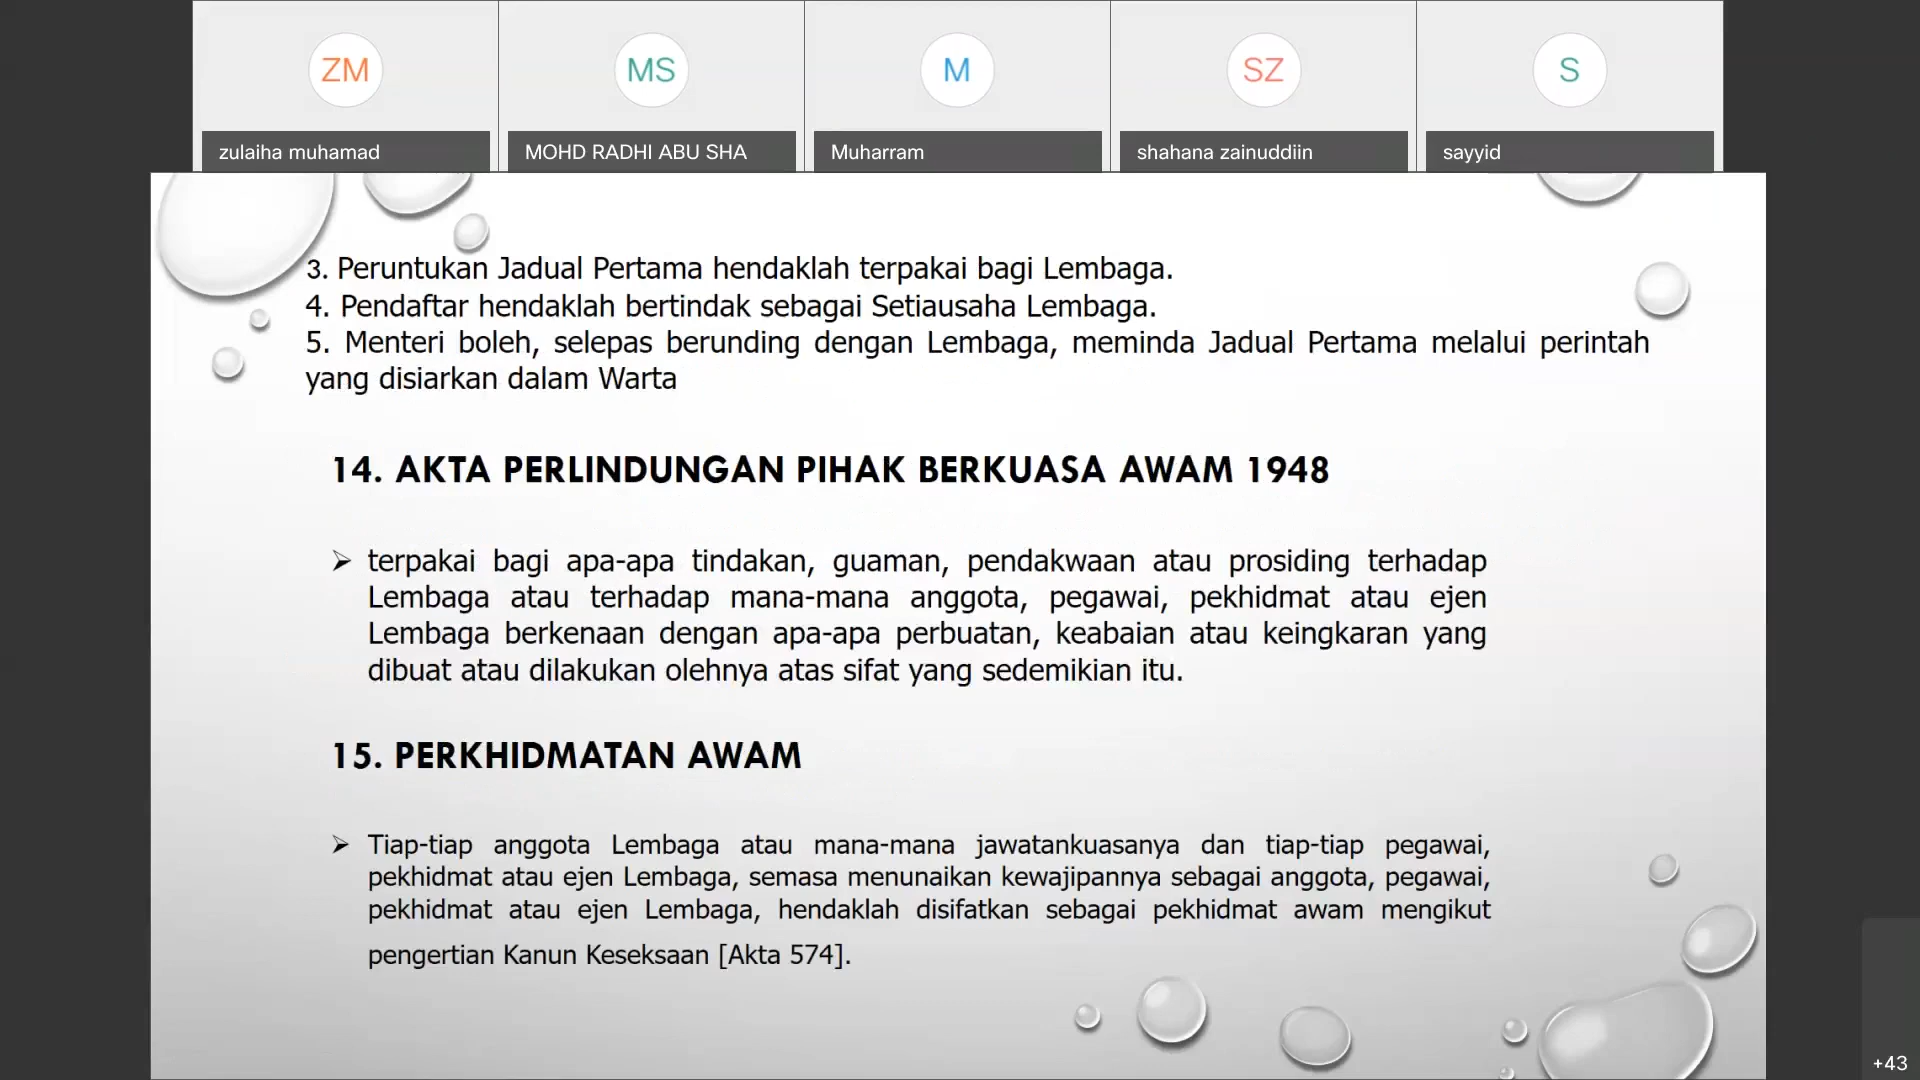 ZM
MS
M
SZ
S
zulaiha muhamad
MOHD RADHI ABU SHA
Muharram
shahana zainuddiin
sayyid
3. Peruntukan Jadual Pertama hendaklah terpakai bagi Lembaga.
4. Pendaftar hendaklah bertindak sebagai Setiausaha Lembaga.
5. Menteri boleh, selepas berunding dengan Lembaga, meminda Jadual Pertama melalui perintah
yang disiarkan dalam Warta
14. AKTA PERLINDUNGAN PIHAK BERKUASA AWAM 1948
➢ terpakai bagi apa-apa tindakan, guaman, pendakwaan atau prosiding terhadap
Lembaga atau terhadap mana-mana anggota, pegawai, pekhidmat atau ejen
Lembaga berkenaan dengan apa-apa perbuatan, keabaian atau keingkaran yang
dibuat atau dilakukan olehnya atas sifat yang sedemikian itu.
15. PERKHIDMATAN AWAM
➢ Tiap-tiap anggota Lembaga atau mana-mana jawatankuasanya dan tiap-tiap pegawai,
pekhidmat atau ejen Lembaga, semasa menunaikan kewajipannya sebagai anggota, pegawai,
pekhidmat atau ejen Lembaga, hendaklah disifatkan sebagai pekhidmat awam mengikut
pengertian Kanun Keseksaan [Akta 574].
+43